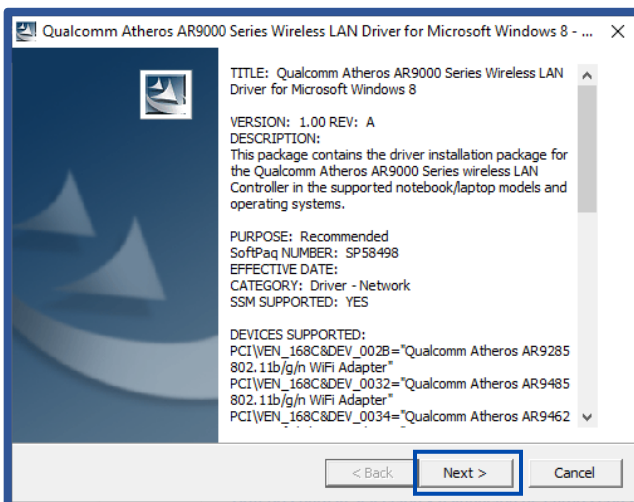 Qualcomm Atheros AR9000 Series Wireless LAN Driver for Microsoft Windows 8 - ...
TITLE: Qualcomm Atheros AR9000 Series Wireless LAN
Driver for Microsoft Windows 8
VERSION: 1.00 REV: A
DESCRIPTION:
This package contains the driver installation package for
the Qualcomm Atheros AR9000 Series wireless LAN
Controller in the supported notebook/laptop models and
operating systems.
PURPOSE: Recommended
SoftPaq NUMBER: SP58498
EFFECTIVE DATE:
CATEGORY: Driver - Network
SSM SUPPORTED: YES
DEVICES SUPPORTED:
PCI\VEN_168C&DEV_002B="Qualcomm Atheros AR9285
802.11b/g/n WiFi Adapter"
PCI\VEN_168C&DEV_0032="Qualcomm Atheros AR9485
802.11b/g/n WiFi Adapter"
PCI\VEN_168C&DEV_0034="Qualcomm Atheros AR9462
< Back Next > Cancel